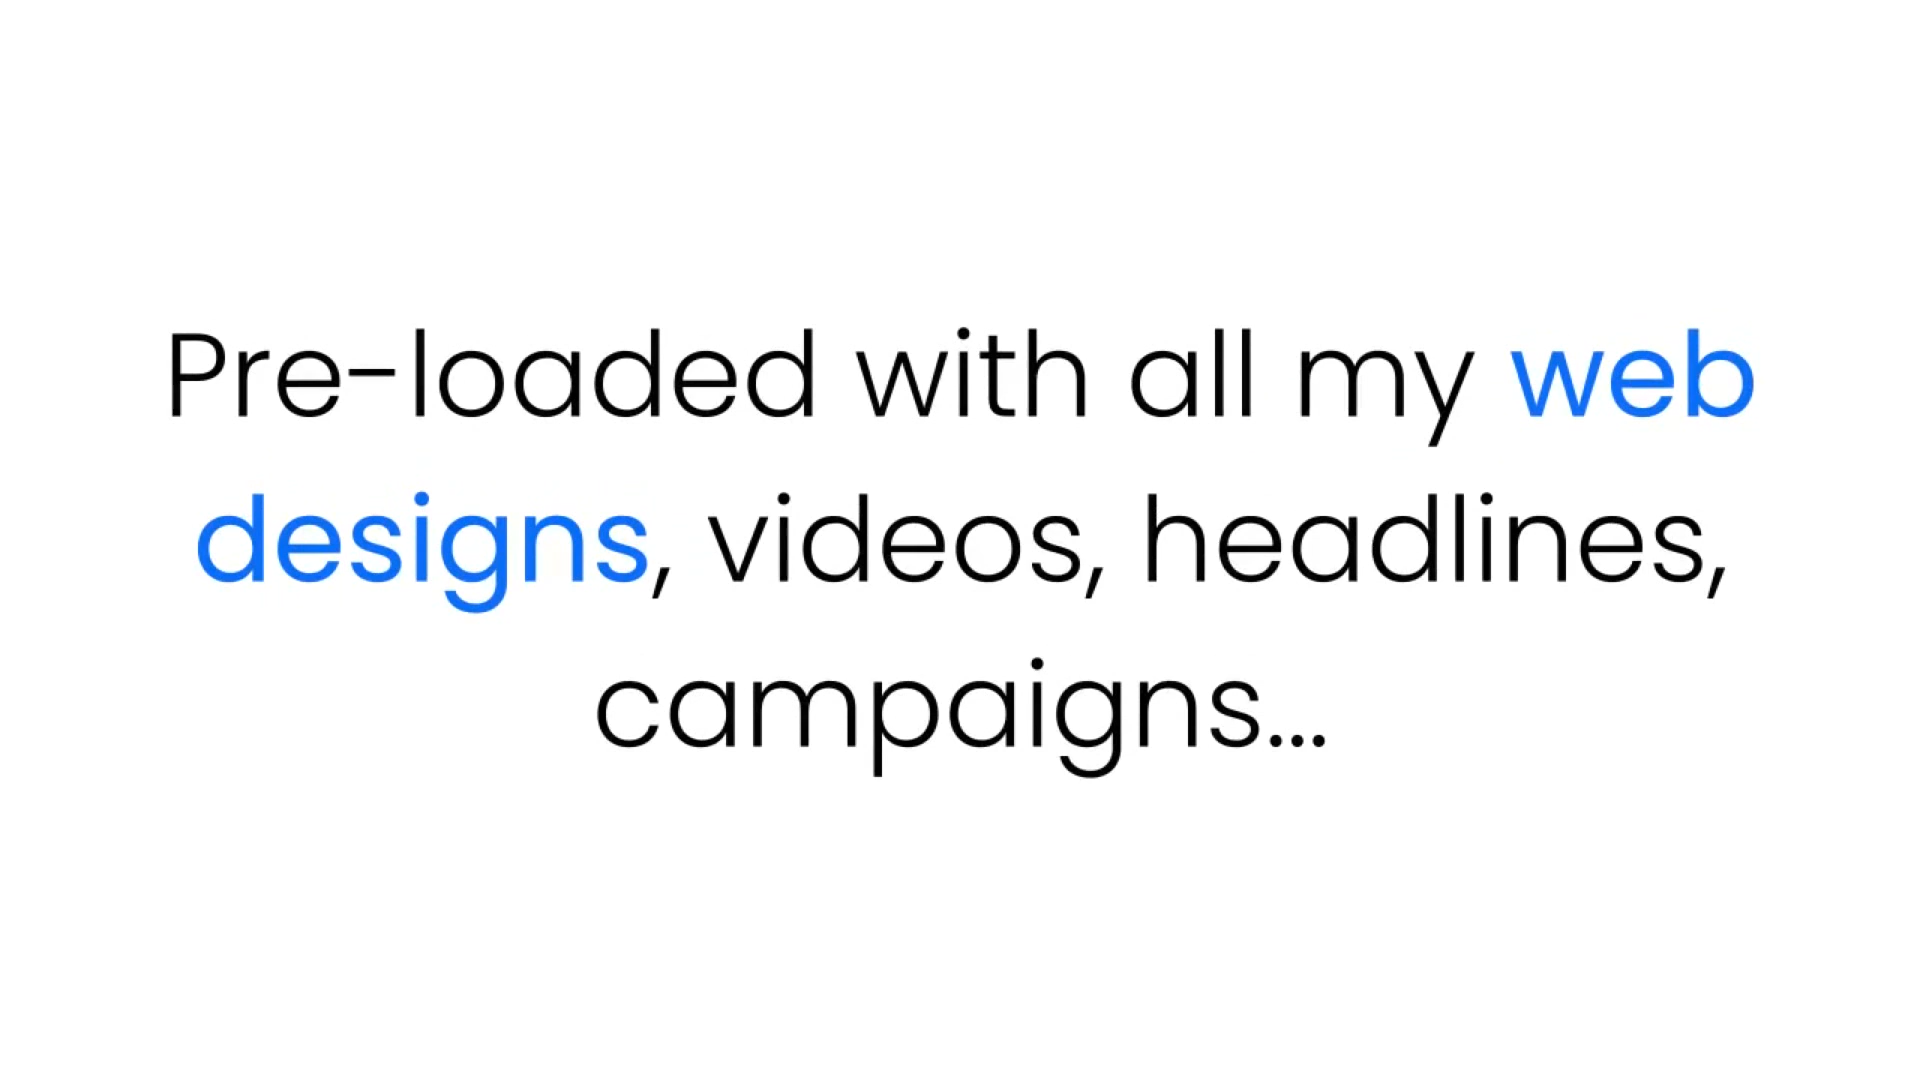 Pre-loaded with all my web
designs, videos, headlines,
campaigns...